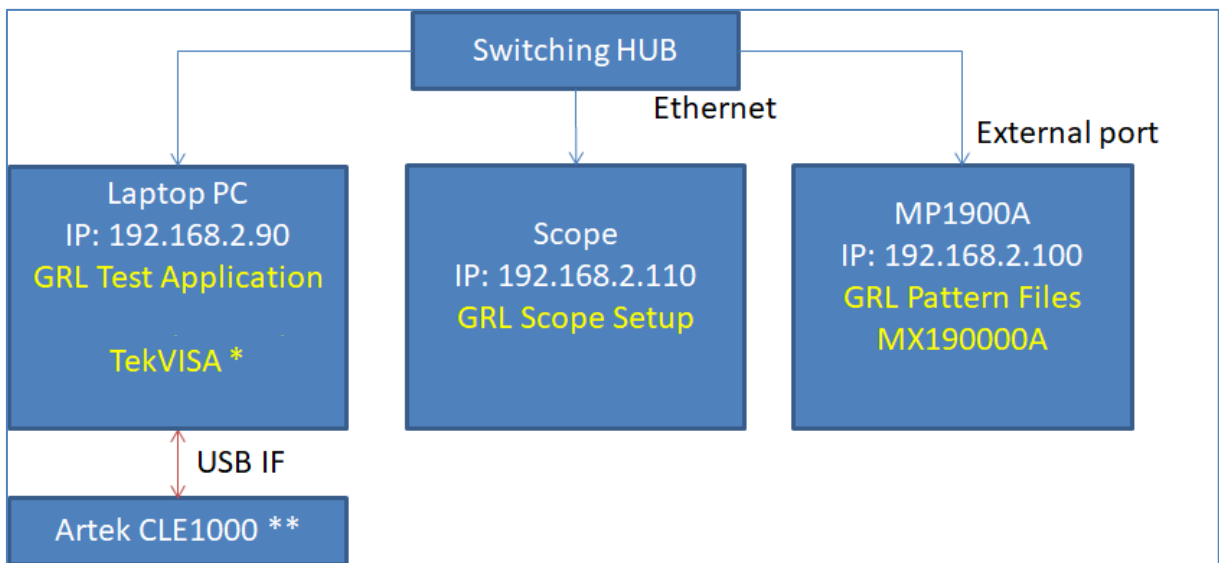 Switching HUB
Ethernet
External port
Laptop PC
IP: 192.168.2.90
GRL Test Application
TekVISA *
Scope
IP: 192.168.2.110
GRL Scope Setup
MP1900A
IP: 192.168.2.100
GRL Pattern Files
MX190000A
USB IF
Artek CLE1000 **